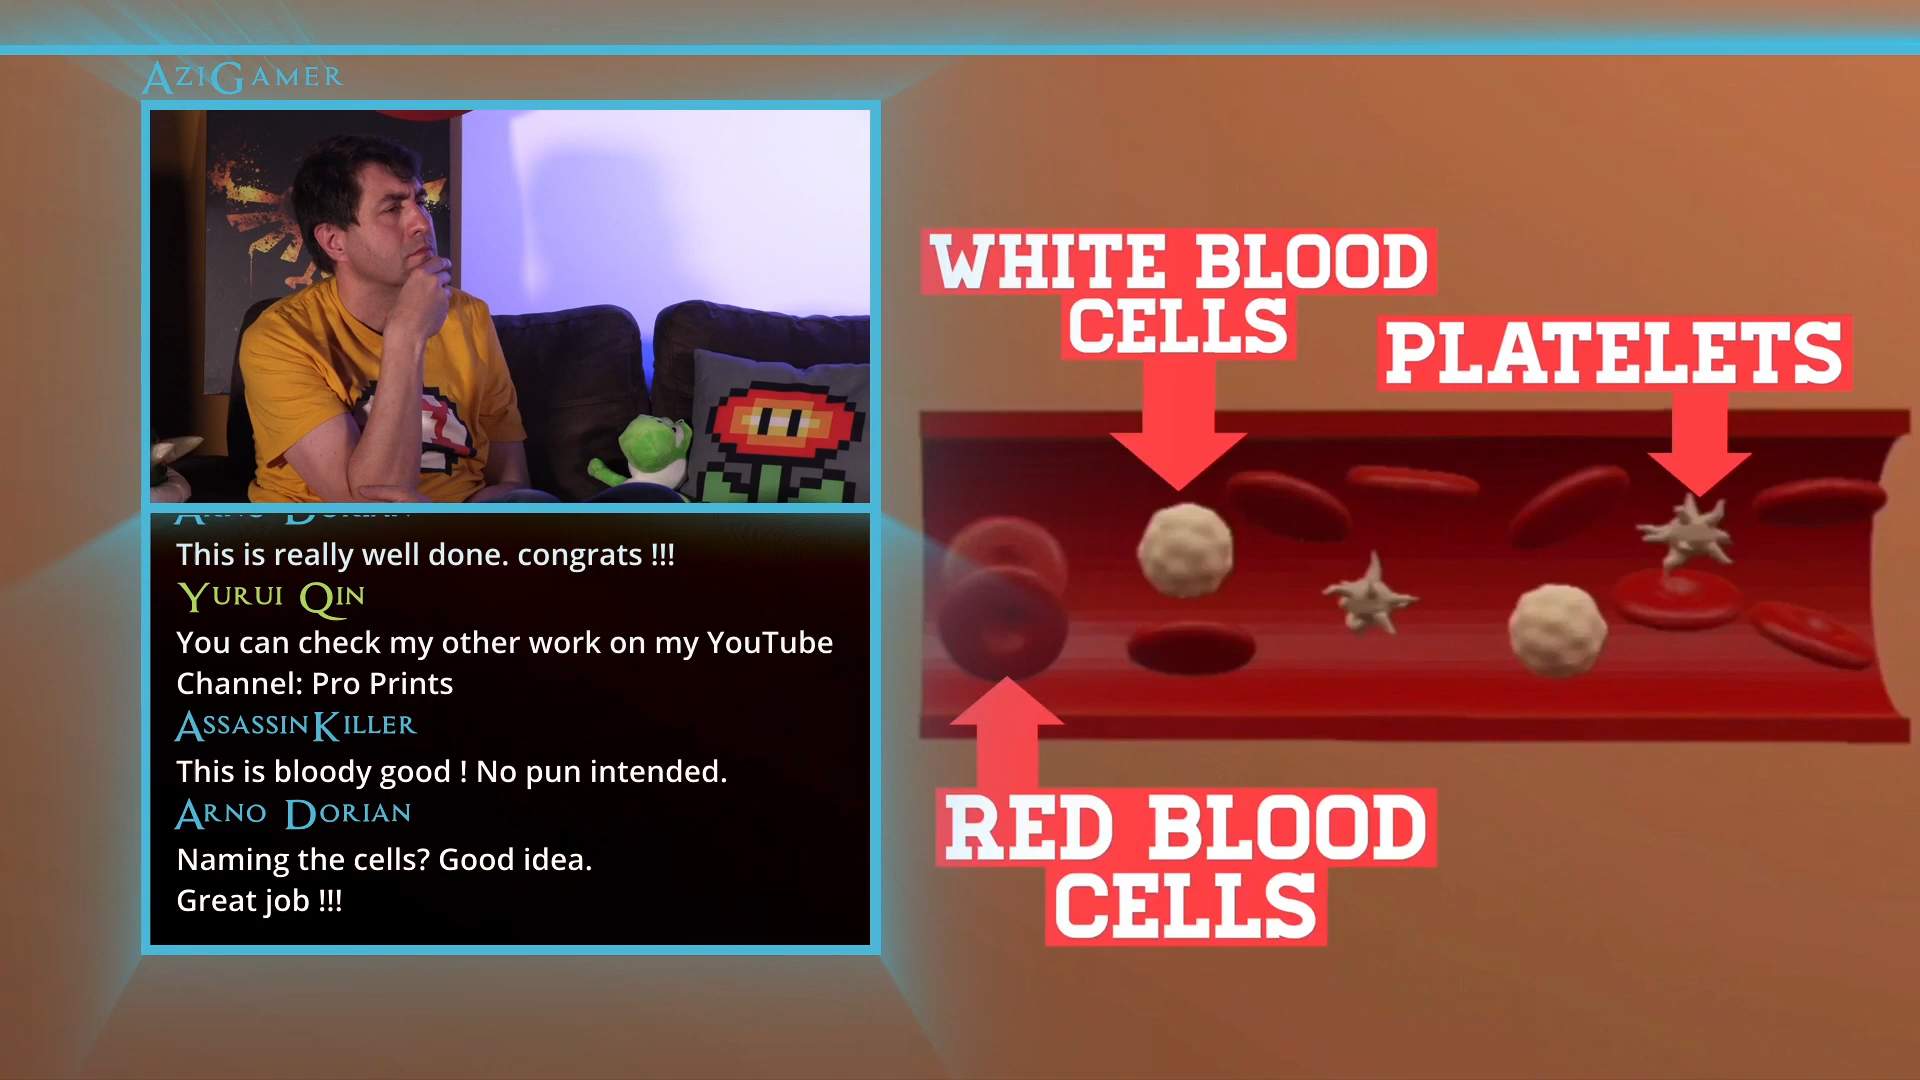 AZIGAMER
ARNO DORIAN
This is really well done. congrats !!!
YURUI QIN
You can check my other work on my YouTube
Channel: Pro Prints
ASSASSINKILLER
This is bloody good ! No pun intended.
ARNO DORIAN
Naming the cells? Good idea.
Great job !!!
WHITE BLOOD
CELLS
PLATELETS
RED BLOOD
CELLS